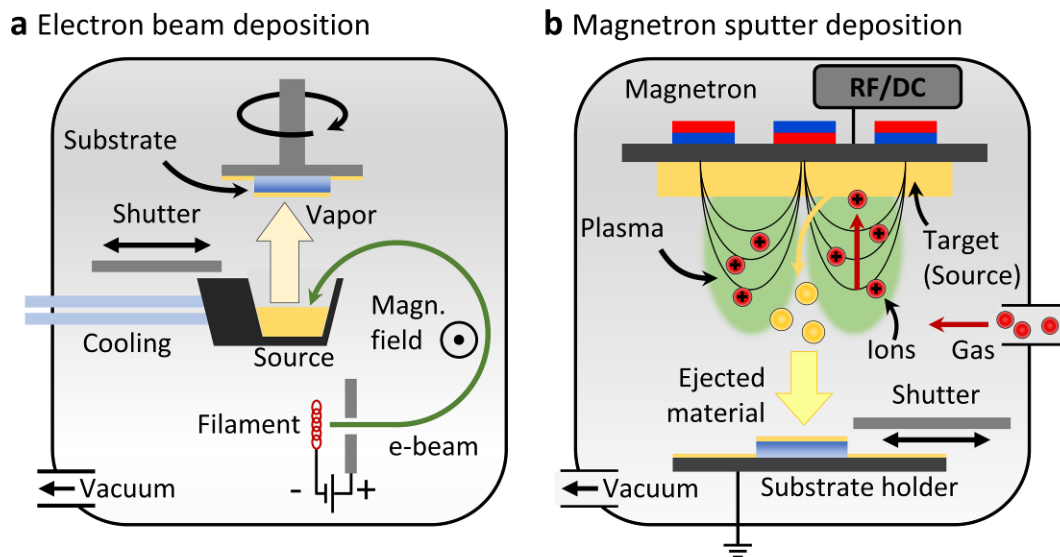 a Electron beam deposition
Substrate
Shutter
Vapor
Cooling
Source
Magn.
field
Filament
e-beam
- +
Vacuum
b Magnetron sputter deposition
Magnetron
RF/DC
Plasma
Target
(Source)
Ions
Gas
Ejected
material
Shutter
Vacuum
Substrate holder